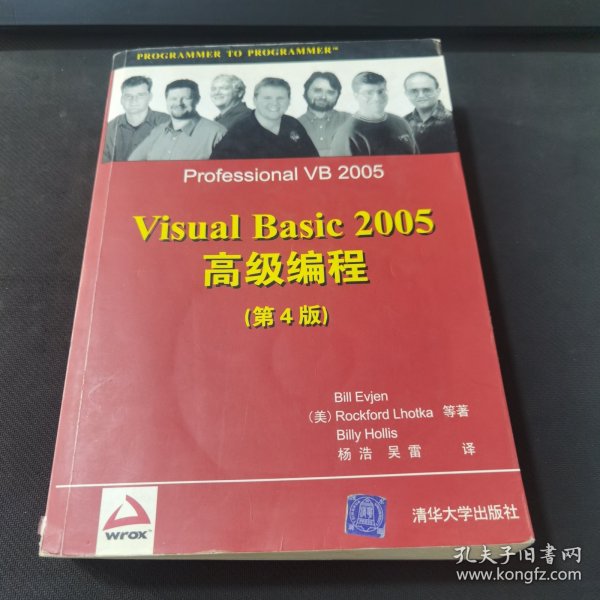 PROGRAMMER TO PROGRAMMER™
Professional VB 2005
Visual Basic 2005
高级编程
(第4版)
Bill Evjen
(美) Rockford Lhotka 等著
Billy Hollis
杨浩 吴雷 译
wrox™
清华大学出版社
孔夫子旧书网
www.kongfz.com